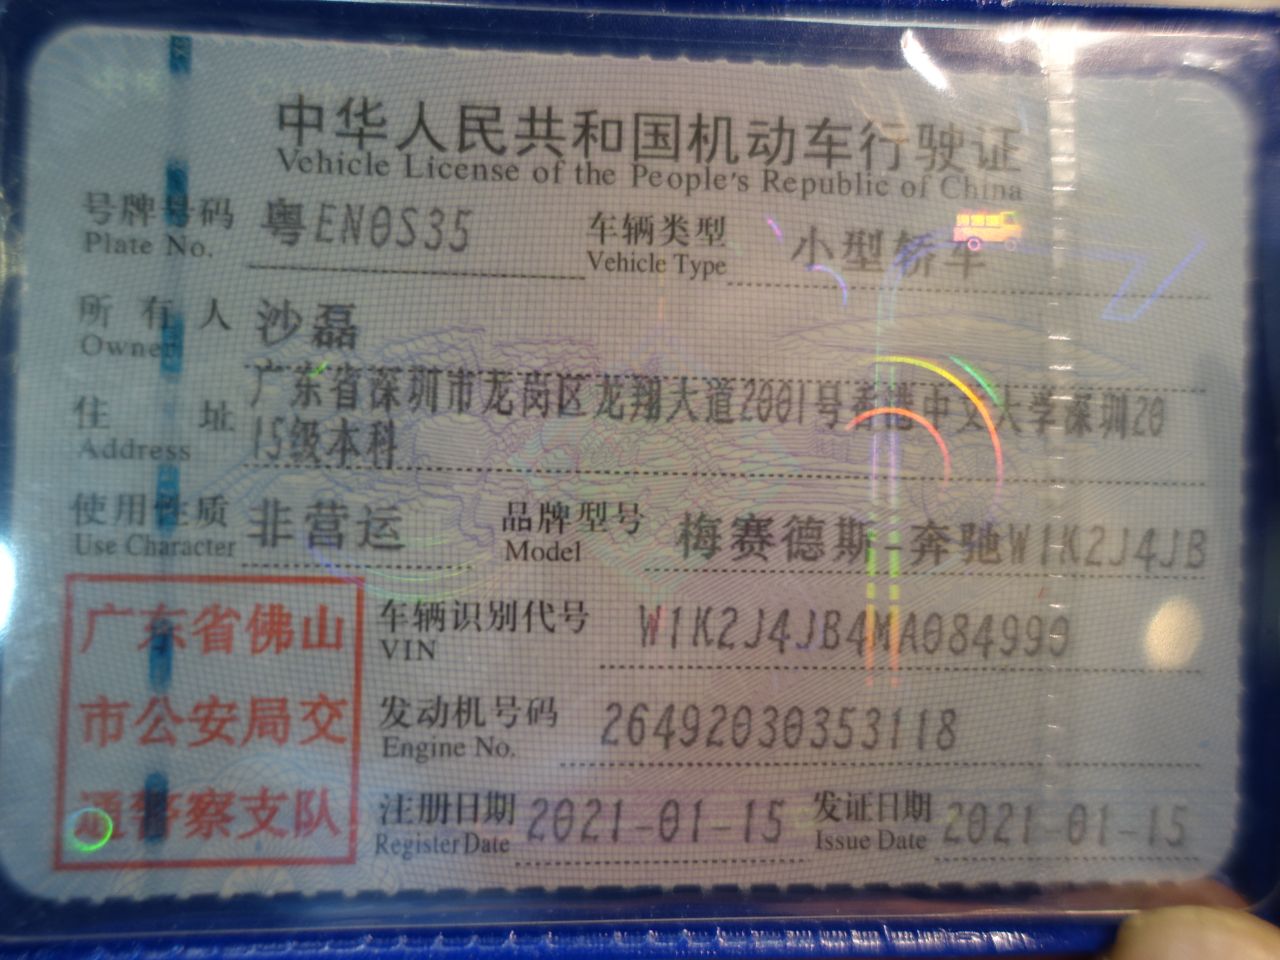 中华人民共和国机动车行驶证
Vehicle License of the People's Republic of China
号牌号码 粤EN0S35 车辆类型 小型轿车
Plate No. Vehicle Type
所有人 沙磊
Owner
广东省深圳市龙岗区龙翔大道2001号香港中文大学深圳20
住址 15级本科
Address
使用性质 非营运 品牌型号 梅赛德斯-奔驰W1K2J4JB
Use Character Model
广东省佛山
市公安局交
通警察支队
车辆识别代号 W1K2J4JB4MA084990
VIN
发动机号码 26492030353118
Engine No.
注册日期 2021-01-15 发证日期 2021-01-15
Register Date Issue Date